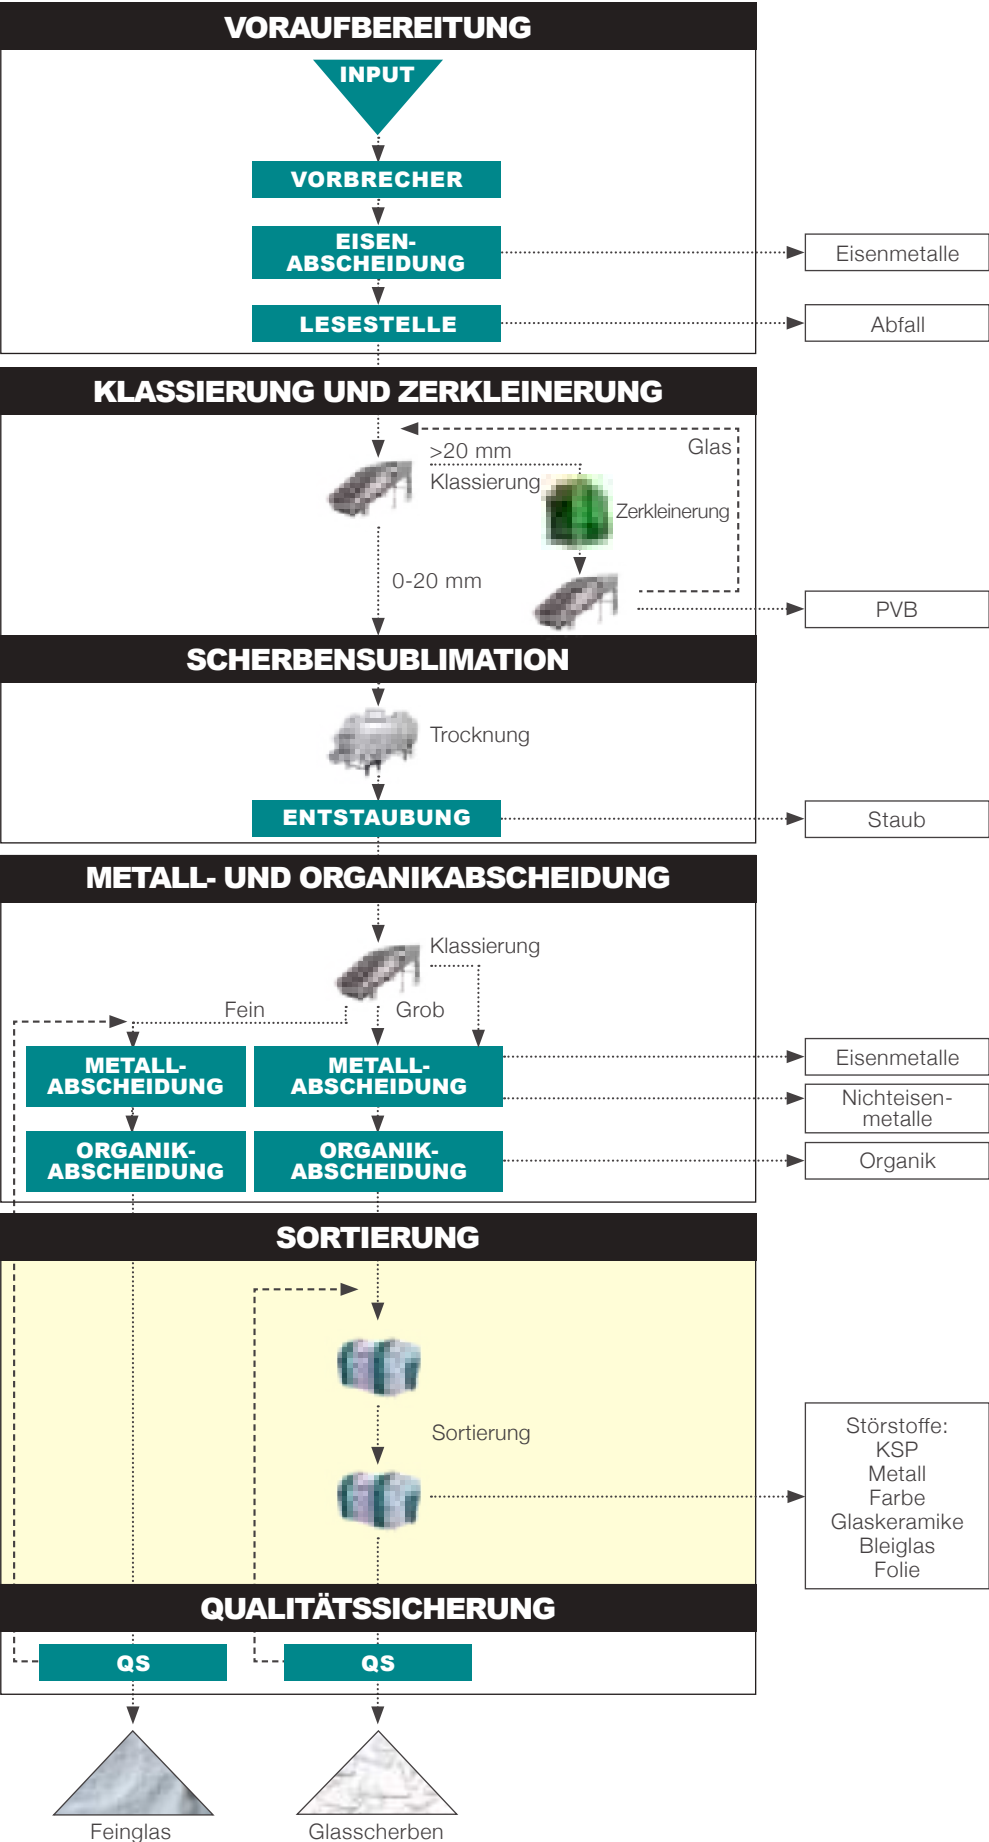 VORAUFBEREITUNG
INPUT
VORBRECHER
EISEN-
ABSCHEIDUNG
Eisenmetalle
LESESTELLE
Abfall
KLASSIERUNG UND ZERKLEINERUNG
>20 mm
Glas
Klassierung
Zerkleinerung
0-20 mm
PVB
SCHERBENSUBLIMATION
Trocknung
ENTSTAUBUNG
Staub
METALL- UND ORGANIKABSCHEIDUNG
Klassierung
Fein
Grob
METALL-
ABSCHEIDUNG
METALL-
ABSCHEIDUNG
Eisenmetalle
Nichteisen-
metalle
ORGANIK-
ABSCHEIDUNG
ORGANIK-
ABSCHEIDUNG
Organik
SORTIERUNG
Sortierung
Störstoffe:
KSP
Metall
Farbe
Glaskeramike
Bleiglas
Folie
QUALITÄTSSICHERUNG
QS
QS
Feinglas
Glasscherben